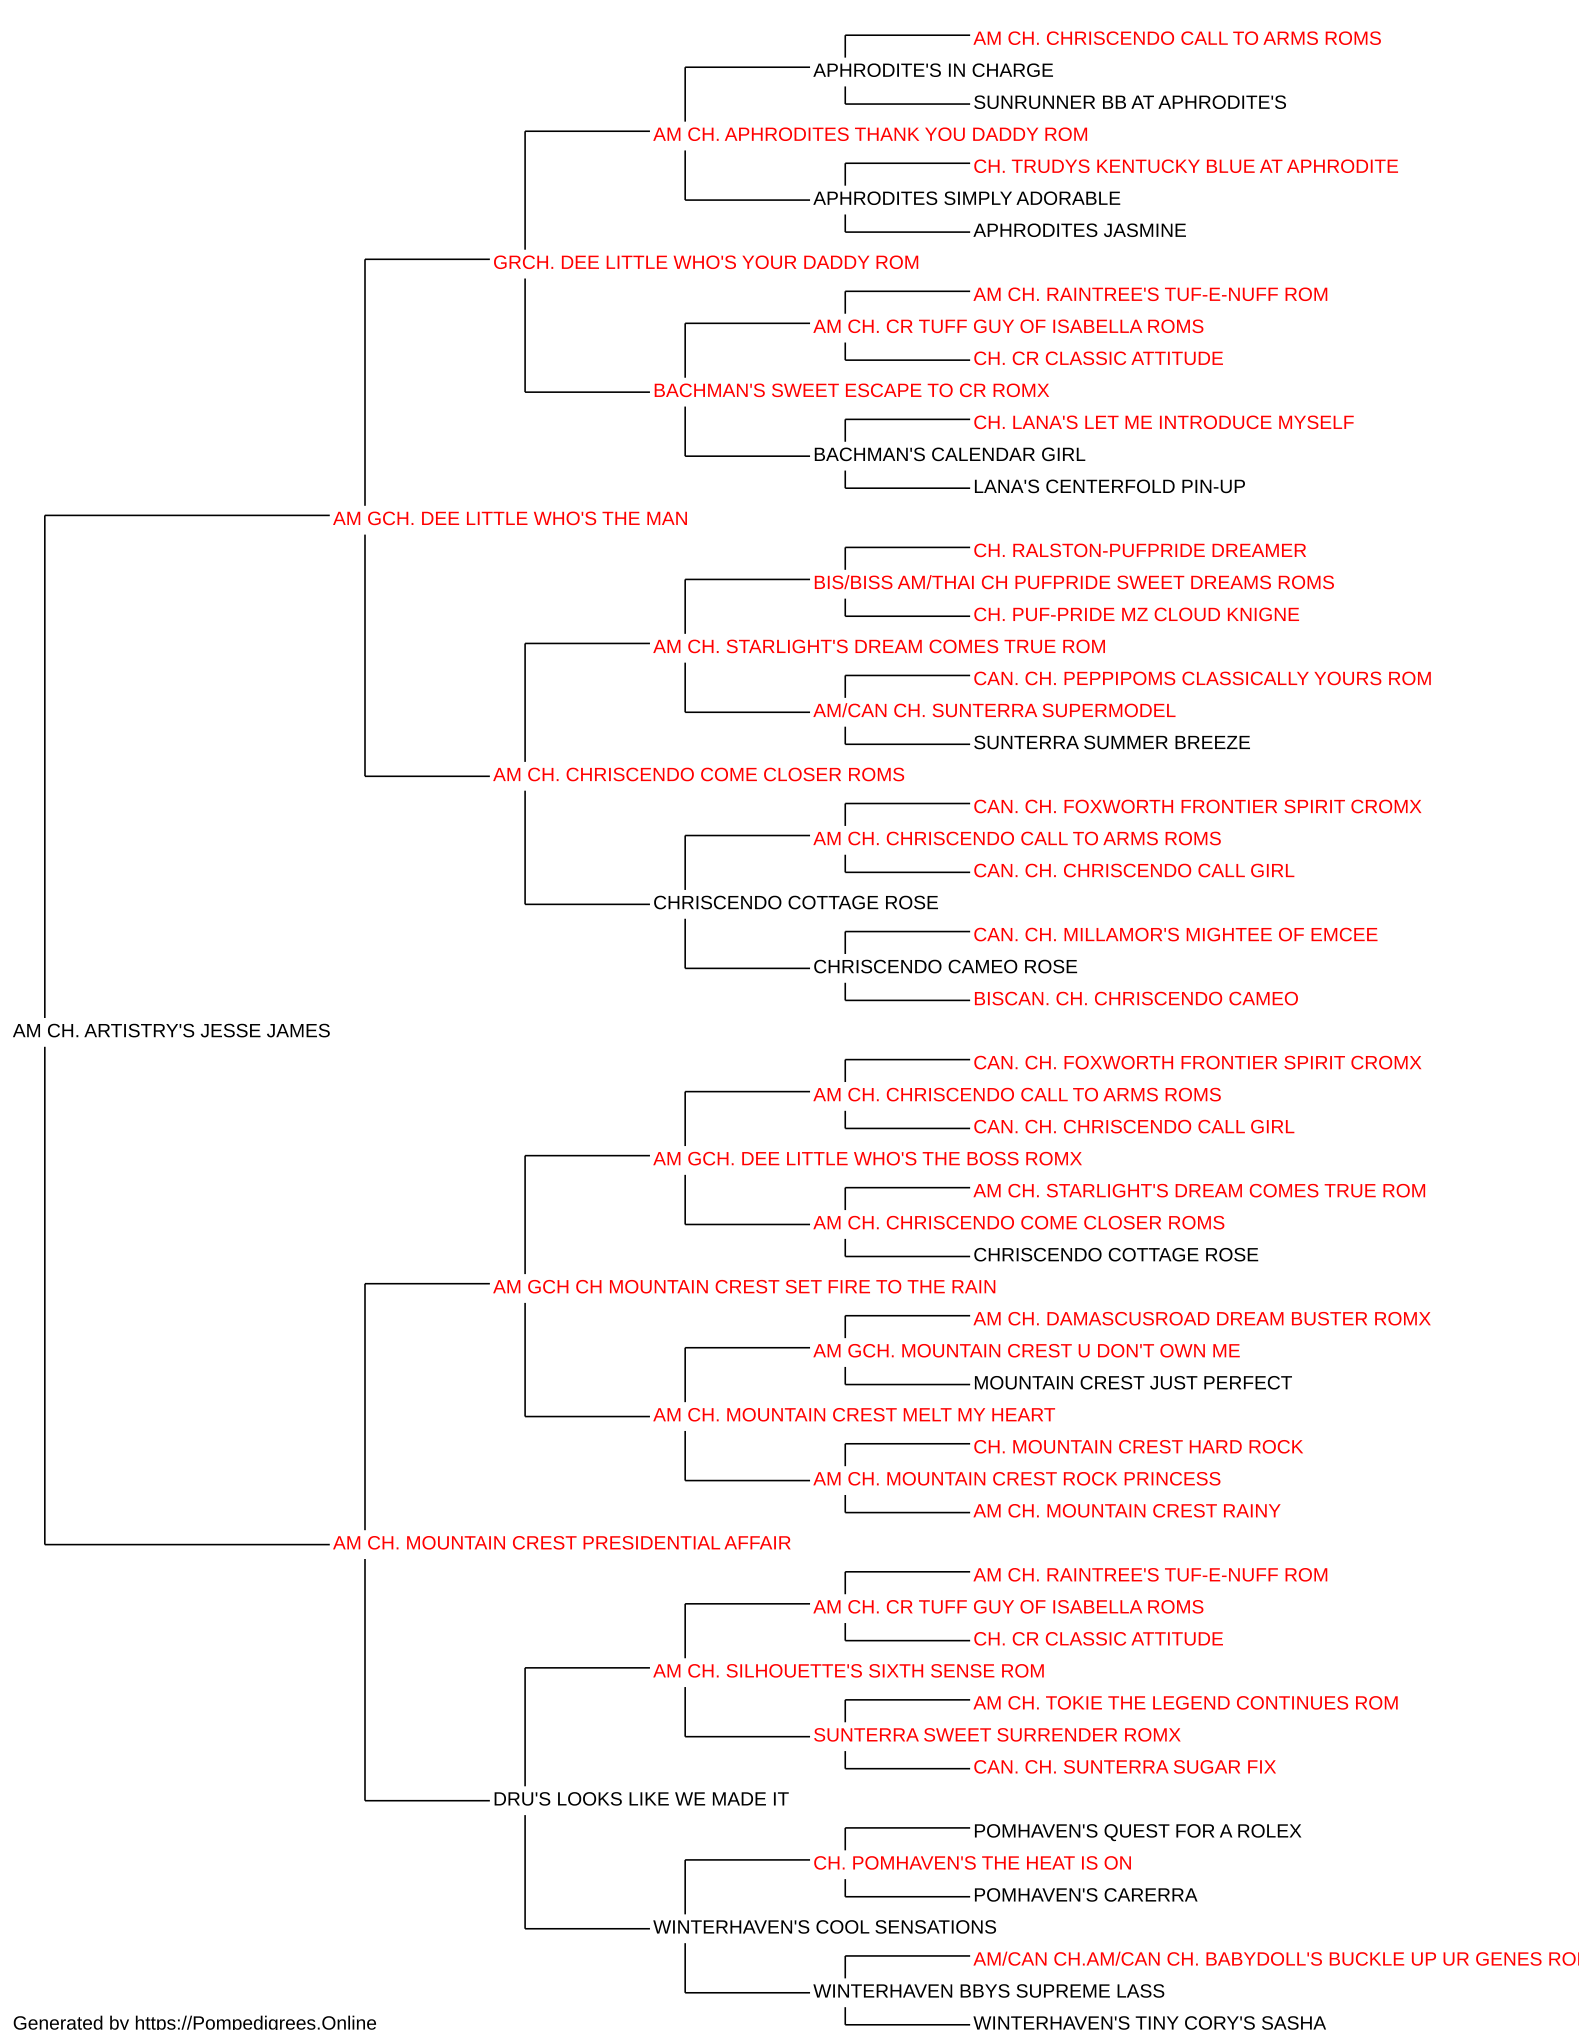 AM CH. CHRISCENDO CALL TO ARMS ROMS
APHRODITE'S IN CHARGE
SUNRUNNER BB AT APHRODITE'S
AM CH. APHRODITES THANK YOU DADDY ROM
CH. TRUDYS KENTUCKY BLUE AT APHRODITE
APHRODITES SIMPLY ADORABLE
APHRODITES JASMINE
GRCH. DEE LITTLE WHO'S YOUR DADDY ROM
AM CH. RAINTREE'S TUF-E-NUFF ROM
AM CH. CR TUFF GUY OF ISABELLA ROMS
CH. CR CLASSIC ATTITUDE
BACHMAN'S SWEET ESCAPE TO CR ROMX
CH. LANA'S LET ME INTRODUCE MYSELF
BACHMAN'S CALENDAR GIRL
LANA'S CENTERFOLD PIN-UP
AM GCH. DEE LITTLE WHO'S THE MAN
CH. RALSTON-PUFPRIDE DREAMER
BIS/BISS AM/THAI CH PUFPRIDE SWEET DREAMS ROMS
CH. PUF-PRIDE MZ CLOUD KNIGNE
AM CH. STARLIGHT'S DREAM COMES TRUE ROM
CAN. CH. PEPPIPOMS CLASSICALLY YOURS ROM
AM/CAN CH. SUNTERRA SUPERMODEL
SUNTERRA SUMMER BREEZE
AM CH. CHRISCENDO COME CLOSER ROMS
CAN. CH. FOXWORTH FRONTIER SPIRIT CROMX
AM CH. CHRISCENDO CALL TO ARMS ROMS
CAN. CH. CHRISCENDO CALL GIRL
CHRISCENDO COTTAGE ROSE
CAN. CH. MILLAMOR'S MIGHTEE OF EMCEE
CHRISCENDO CAMEO ROSE
BISCAN. CH. CHRISCENDO CAMEO
AM CH. ARTISTRY'S JESSE JAMES
CAN. CH. FOXWORTH FRONTIER SPIRIT CROMX
AM CH. CHRISCENDO CALL TO ARMS ROMS
CAN. CH. CHRISCENDO CALL GIRL
AM GCH. DEE LITTLE WHO'S THE BOSS ROMX
AM CH. STARLIGHT'S DREAM COMES TRUE ROM
AM CH. CHRISCENDO COME CLOSER ROMS
CHRISCENDO COTTAGE ROSE
AM GCH CH MOUNTAIN CREST SET FIRE TO THE RAIN
AM CH. DAMASCUSROAD DREAM BUSTER ROMX
AM GCH. MOUNTAIN CREST U DON'T OWN ME
MOUNTAIN CREST JUST PERFECT
AM CH. MOUNTAIN CREST MELT MY HEART
CH. MOUNTAIN CREST HARD ROCK
AM CH. MOUNTAIN CREST ROCK PRINCESS
AM CH. MOUNTAIN CREST RAINY
AM CH. MOUNTAIN CREST PRESIDENTIAL AFFAIR
AM CH. RAINTREE'S TUF-E-NUFF ROM
AM CH. CR TUFF GUY OF ISABELLA ROMS
CH. CR CLASSIC ATTITUDE
AM CH. SILHOUETTE'S SIXTH SENSE ROM
AM CH. TOKIE THE LEGEND CONTINUES ROM
SUNTERRA SWEET SURRENDER ROMX
CAN. CH. SUNTERRA SUGAR FIX
DRU'S LOOKS LIKE WE MADE IT
POMHAVEN'S QUEST FOR A ROLEX
CH. POMHAVEN'S THE HEAT IS ON
POMHAVEN'S CARERRA
WINTERHAVEN'S COOL SENSATIONS
AM/CAN CH.AM/CAN CH. BABYDOLL'S BUCKLE UP UR GENES
WINTERHAVEN BBYS SUPREME LASS
WINTERHAVEN'S TINY CORY'S SASHA
Generated by https://Pompedigrees.Online